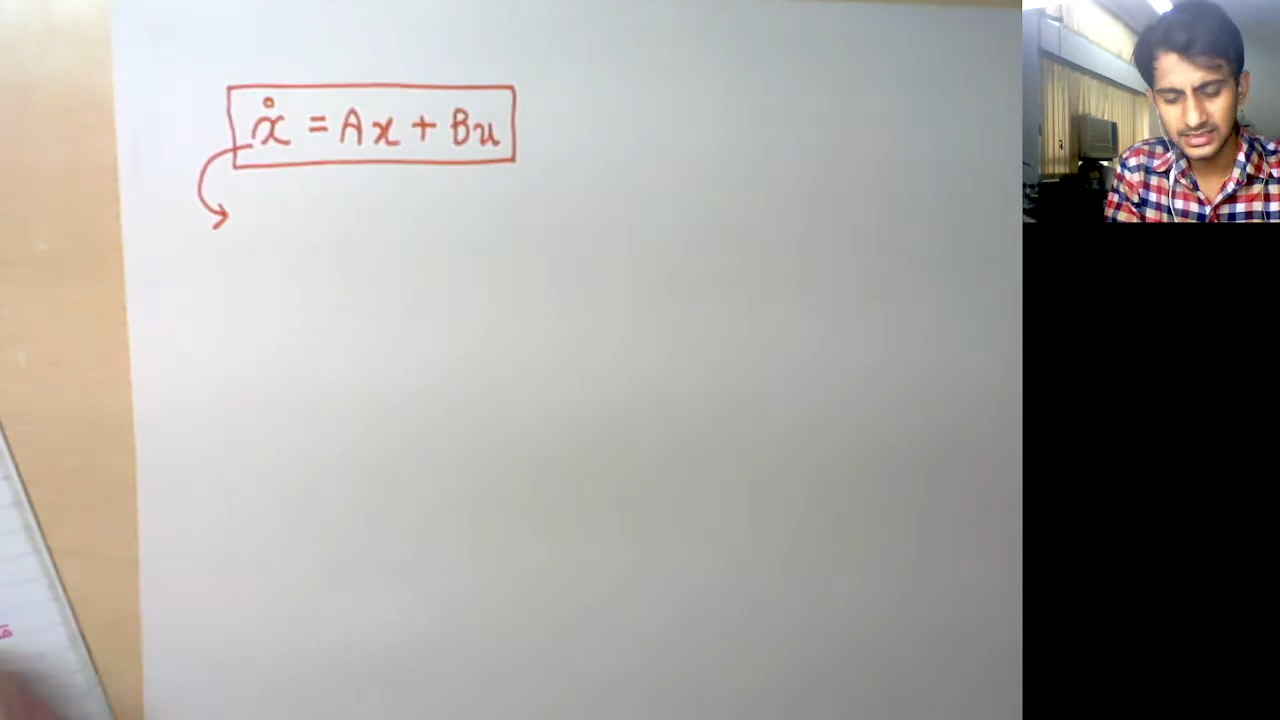 ẋ = Ax + Bu